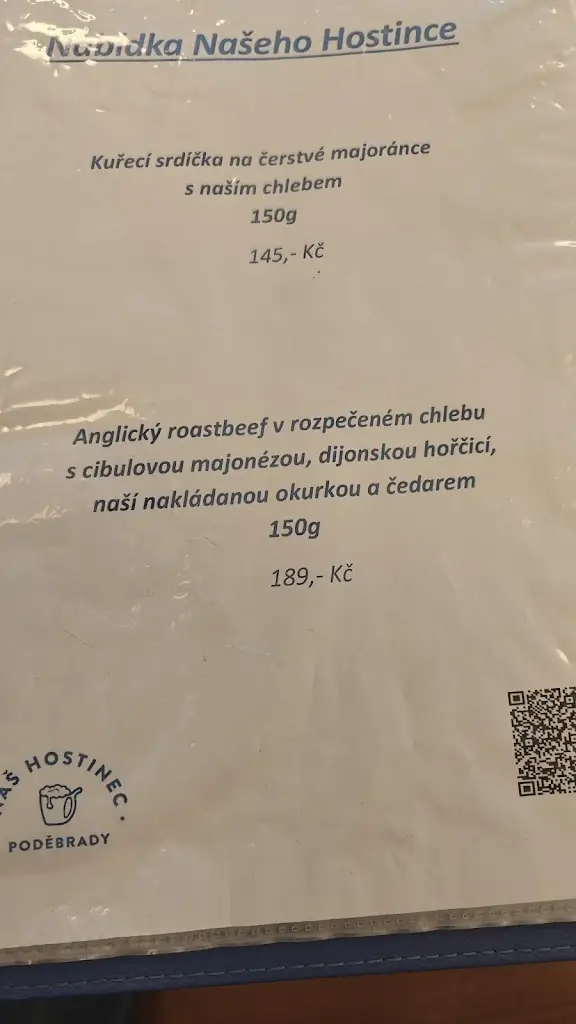 Nabídka Našeho Hostince
Kuřecí srdíčka na čerstvé majoránce
s naším chlebem
150g
145,- Kč
Anglický roastbeef v rozpečeném chlebu
s cibulovou majonézou, dijonskou hořčicí,
naší nakládanou okurkou a čedarem
150g
189,- Kč
NÁŠ HOSTINEC
PODĚBRADY